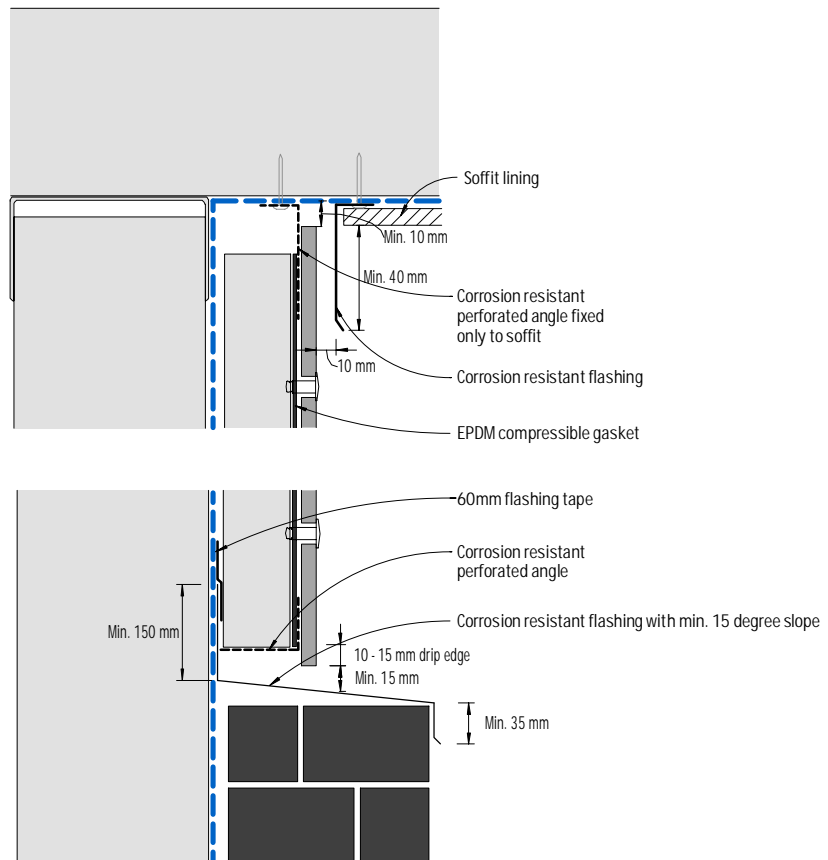 Soffit lining
Min. 10 mm
Min. 40 mm
Corrosion resistant
perforated angle fixed
only to soffit
10 mm
Corrosion resistant flashing
EPDM compressible gasket
60mm flashing tape
Corrosion resistant
perforated angle
Corrosion resistant flashing with min. 15 degree slope
Min. 150 mm
10 - 15 mm drip edge
Min. 15 mm
Min. 35 mm